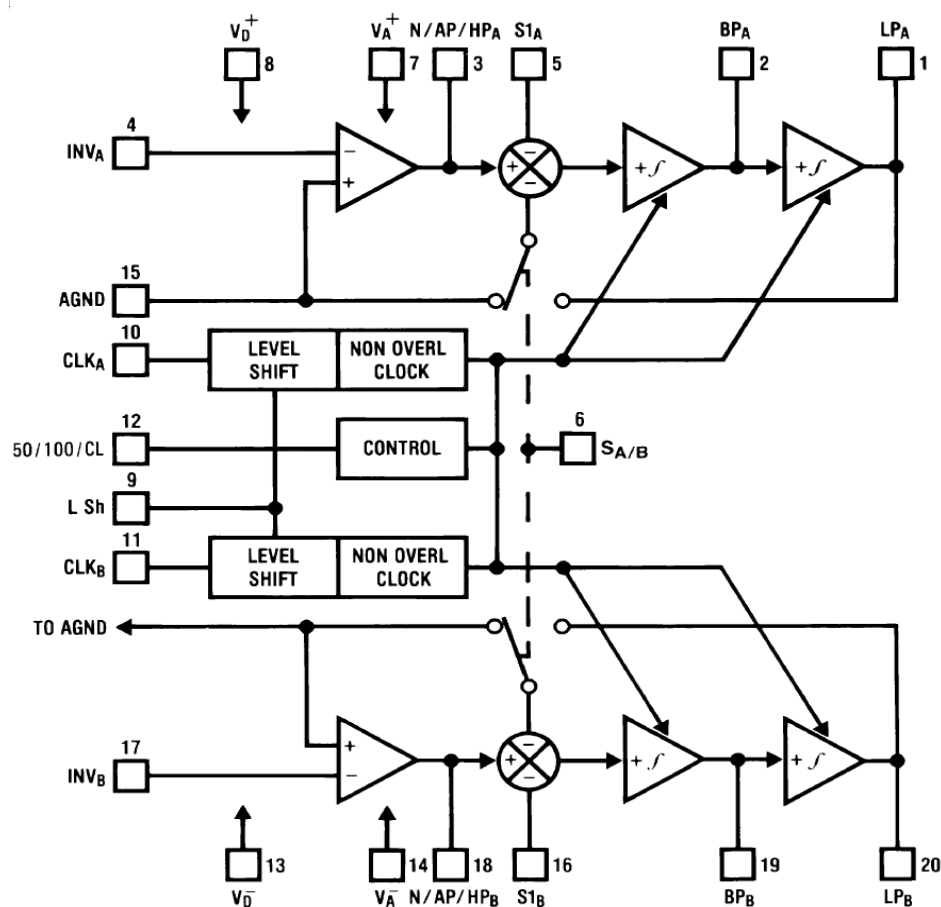 V_D^+ V_A^+ N/AP/HP_A S1_A BP_A LP_A
8 7 3 5 2 1
4
INV_A
− + + − − +∫ +∫
15
AGND
10
CLK_A LEVEL SHIFT NON OVERL CLOCK
12
50/100/CL CONTROL
6
S_A/B
9
L Sh
11
CLK_B LEVEL SHIFT NON OVERL CLOCK
TO AGND
17
INV_B
+ − + − − +∫ +∫
13 14 18 16 19 20
V_D^− V_A^− N/AP/HP_B S1_B BP_B LP_B